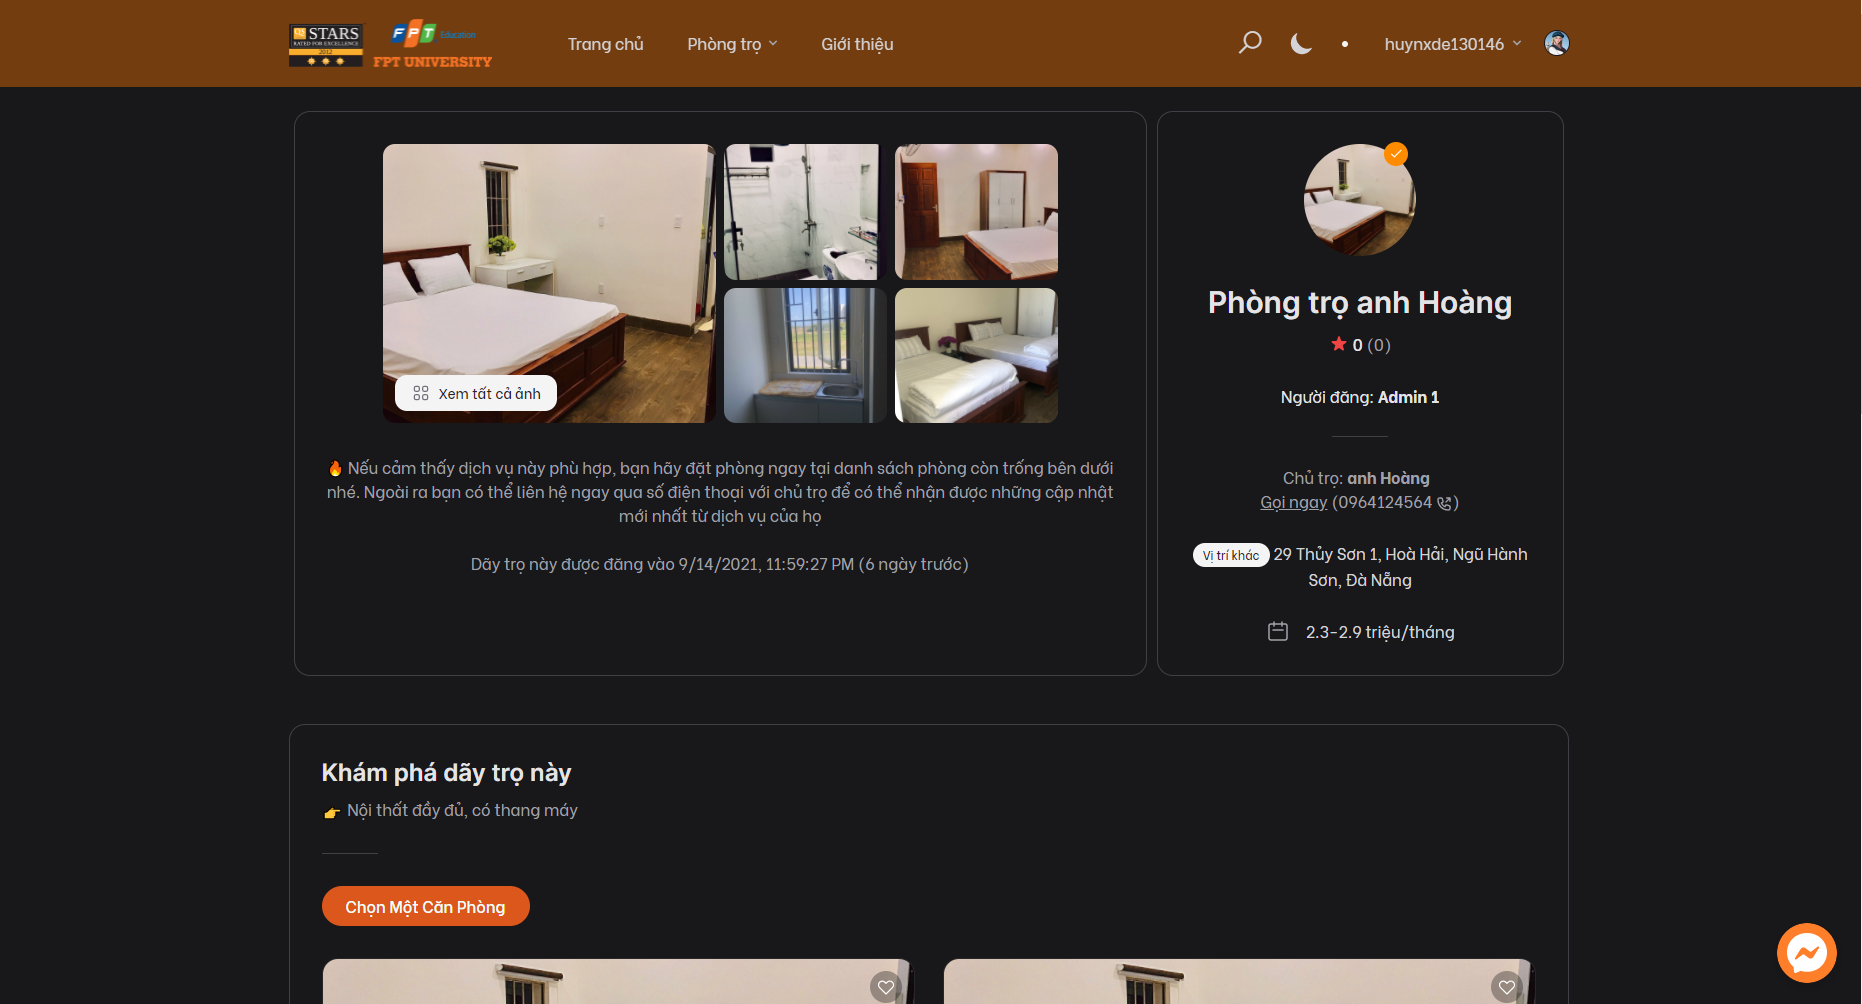 QS STARS
RATED FOR EXCELLENCE
2012
FPT Education
FPT UNIVERSITY
Trang chủ
Phòng trọ
Giới thiệu
huynxde130146
Xem tất cả ảnh
Nếu cảm thấy dịch vụ này phù hợp, bạn hãy đặt phòng ngay tại danh sách phòng còn trống bên dưới
nhé. Ngoài ra bạn có thể liên hệ ngay qua số điện thoại với chủ trọ để có thể nhận được những cập nhật
mới nhất từ dịch vụ của họ
Dãy trọ này được đăng vào 9/14/2021, 11:59:27 PM (6 ngày trước)
Phòng trọ anh Hoàng
0 (0)
Người đăng: Admin 1
Chủ trọ: anh Hoàng
Gọi ngay (0964124564)
Vị trí khác 29 Thủy Sơn 1, Hoà Hải, Ngũ Hành
Sơn, Đà Nẵng
2.3-2.9 triệu/tháng
Khám phá dãy trọ này
Nội thất đầy đủ, có thang máy
Chọn Một Căn Phòng